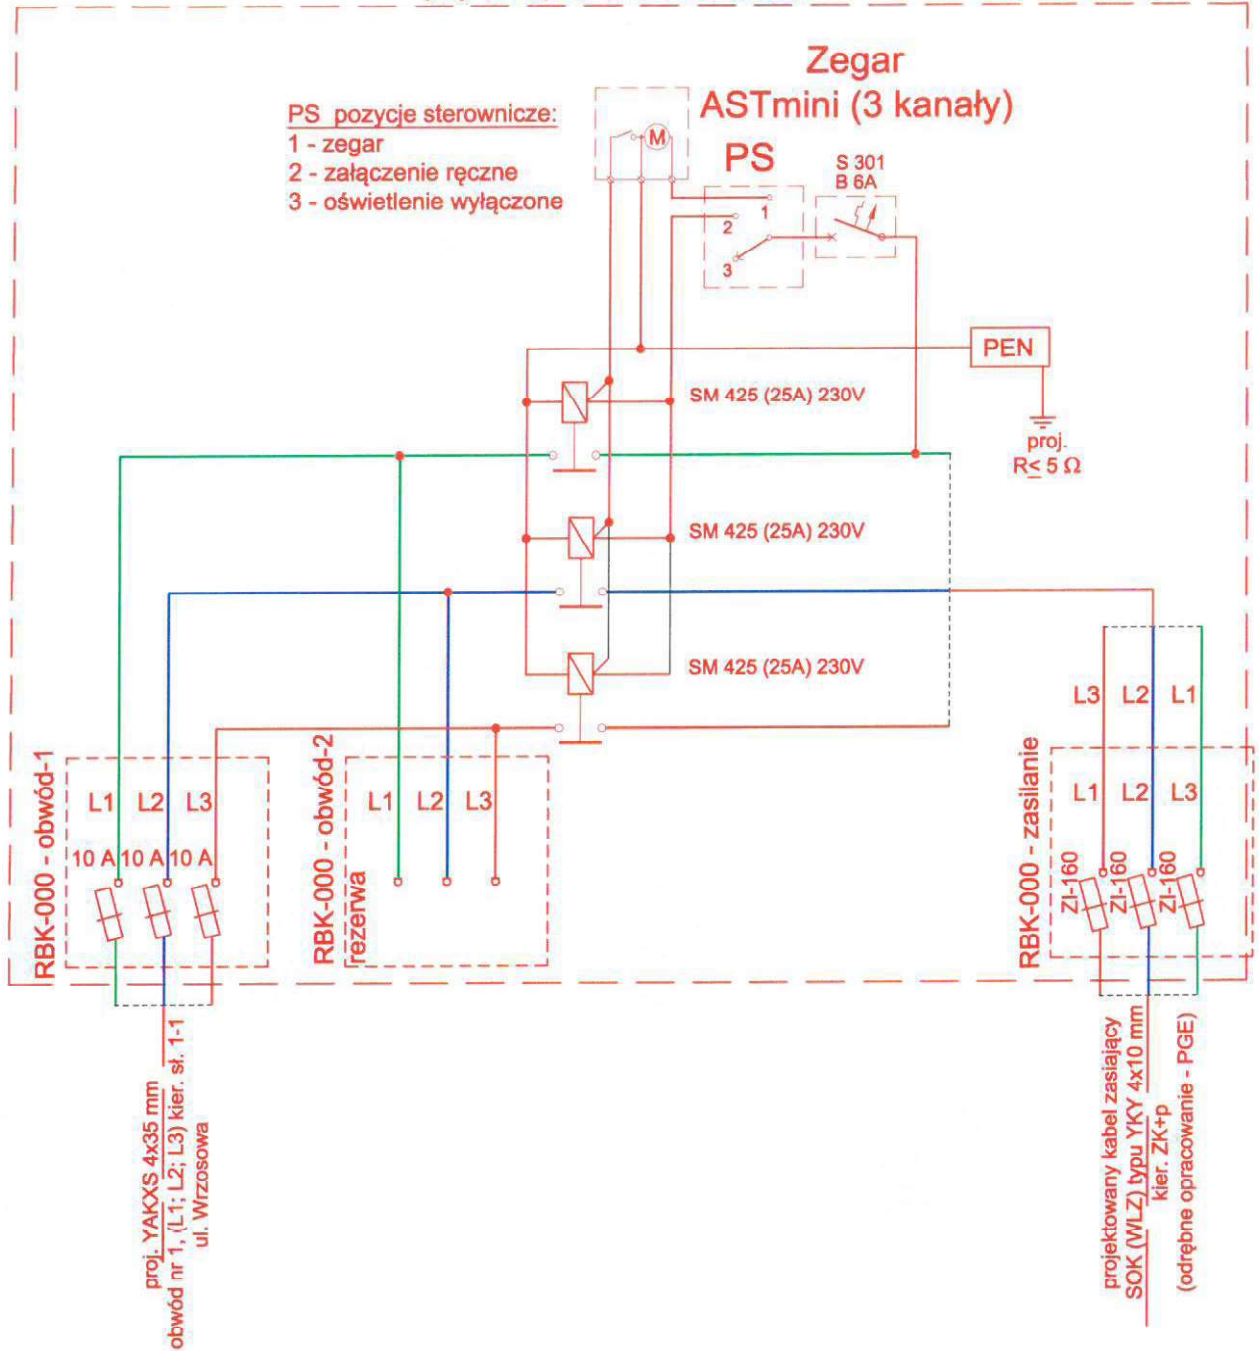 Zegar
ASTmini (3 kanały)
PS pozycje sterownicze:
1 - zegar
2 - załączenie ręczne
3 - oświetlenie wyłączone
M
PS
S 301
B 6A
1
2
3
PEN
proj.
R≤ 5 Ω
SM 425 (25A) 230V
SM 425 (25A) 230V
SM 425 (25A) 230V
L3 L2 L1
RBK-000 - obwód-1
L1 L2 L3
10 A 10 A 10 A
RBK-000 - obwód-2
rezerwa
L1 L2 L3
RBK-000 - zasilanie
L1 L2 L3
ZI-160 ZI-160 ZI-160
proj. YAKXS 4x35 mm
obwód nr 1, (L1; L2; L3) kier. sł. 1-1
ul. Wrzosowa
projektowany kabel zasiający
SOK (WLZ) typu YKY 4x10 mm
kier. ZK+p
(odrębne opracowanie - PGE)